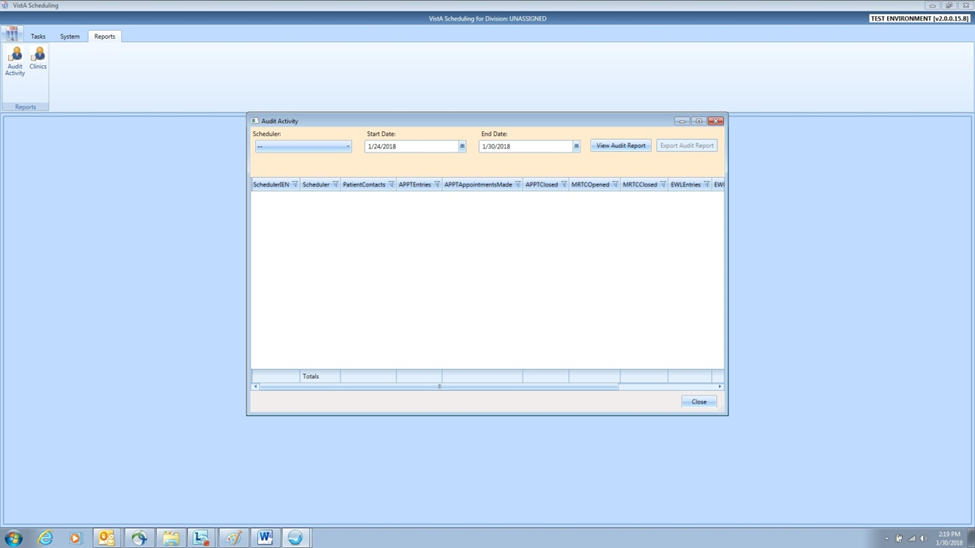 VistA Scheduling
VistA Scheduling for Division: UNASSIGNED
TEST ENVIRONMENT [v2.0.0.15.8]
Tasks System Reports
Audit Activity
Clinics
Reports
Audit Activity
Scheduler: Start Date: End Date:
-- 1/24/2018 1/30/2018 View Audit Report Export Audit Report
SchedulerIEN Scheduler PatientContacts APPTEntries APPTAppointmentsMade APPTClosed MRTCOpened MRTCClosed EWLEntries EWL
Totals
Close
2:19 PM
1/30/2018